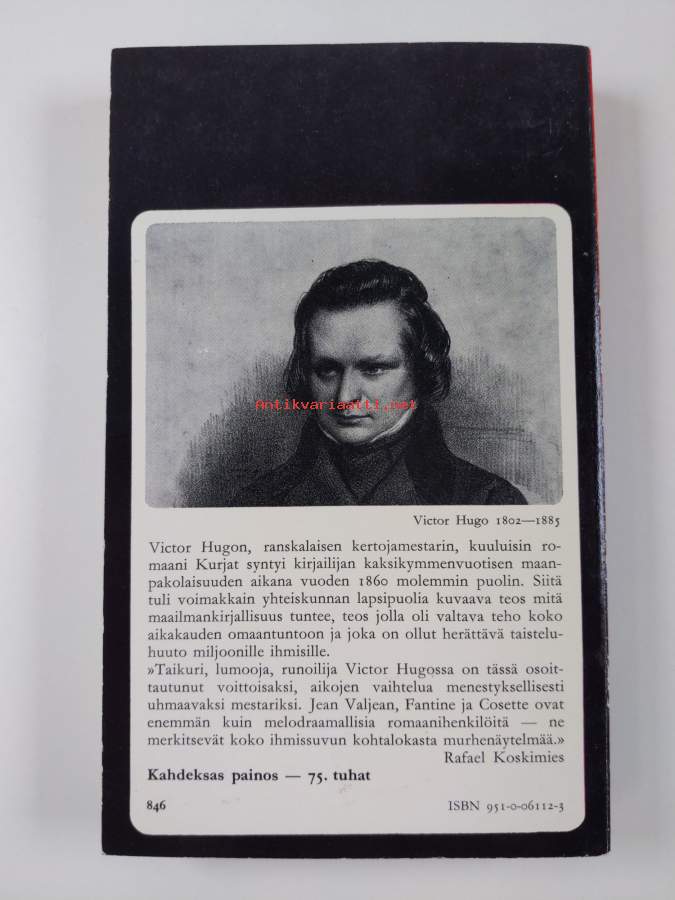 Antikvariaatti.net
Victor Hugo 1802—1885
Victor Hugon, ranskalaisen kertojamestarin, kuuluisin ro-
maani Kurjat syntyi kirjailijan kaksikymmenvuotisen maan-
pakolaisuuden aikana vuoden 1860 molemmin puolin. Siitä
tuli voimakkain yhteiskunnan lapsipuolia kuvaava teos mitä
maailmankirjallisuus tuntee, teos jolla oli valtava teho koko
aikakauden omaantuntoon ja joka on ollut herättävä taistelu-
huuto miljoonille ihmisille.
»Taikuri, lumooja, runoilija Victor Hugossa on tässä osoit-
tautunut voittoisaksi, aikojen vaihtelua menestyksellisesti
uhmaavaksi mestariksi. Jean Valjean, Fantine ja Cosette ovat
enemmän kuin melodraamallisia romaanihenkilöitä — ne
merkitsevät koko ihmissuvun kohtalokasta murhenäytelmää.»
Rafael Koskimies
Kahdeksas painos — 75. tuhat
846
ISBN 951-0-06112-3